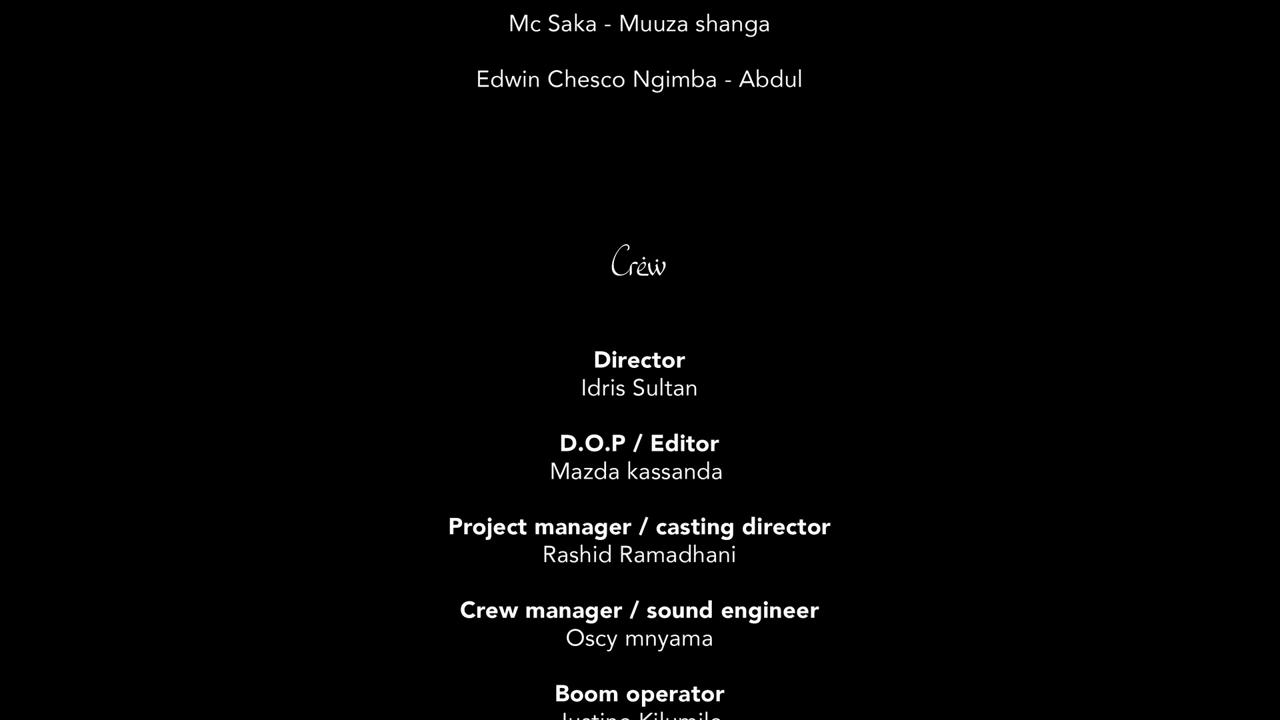 Mc Saka - Muuza shanga
Edwin Chesco Ngimba - Abdul
Crew
Director
Idris Sultan
D.O.P / Editor
Mazda kassanda
Project manager / casting director
Rashid Ramadhani
Crew manager / sound engineer
Oscy mnyama
Boom operator